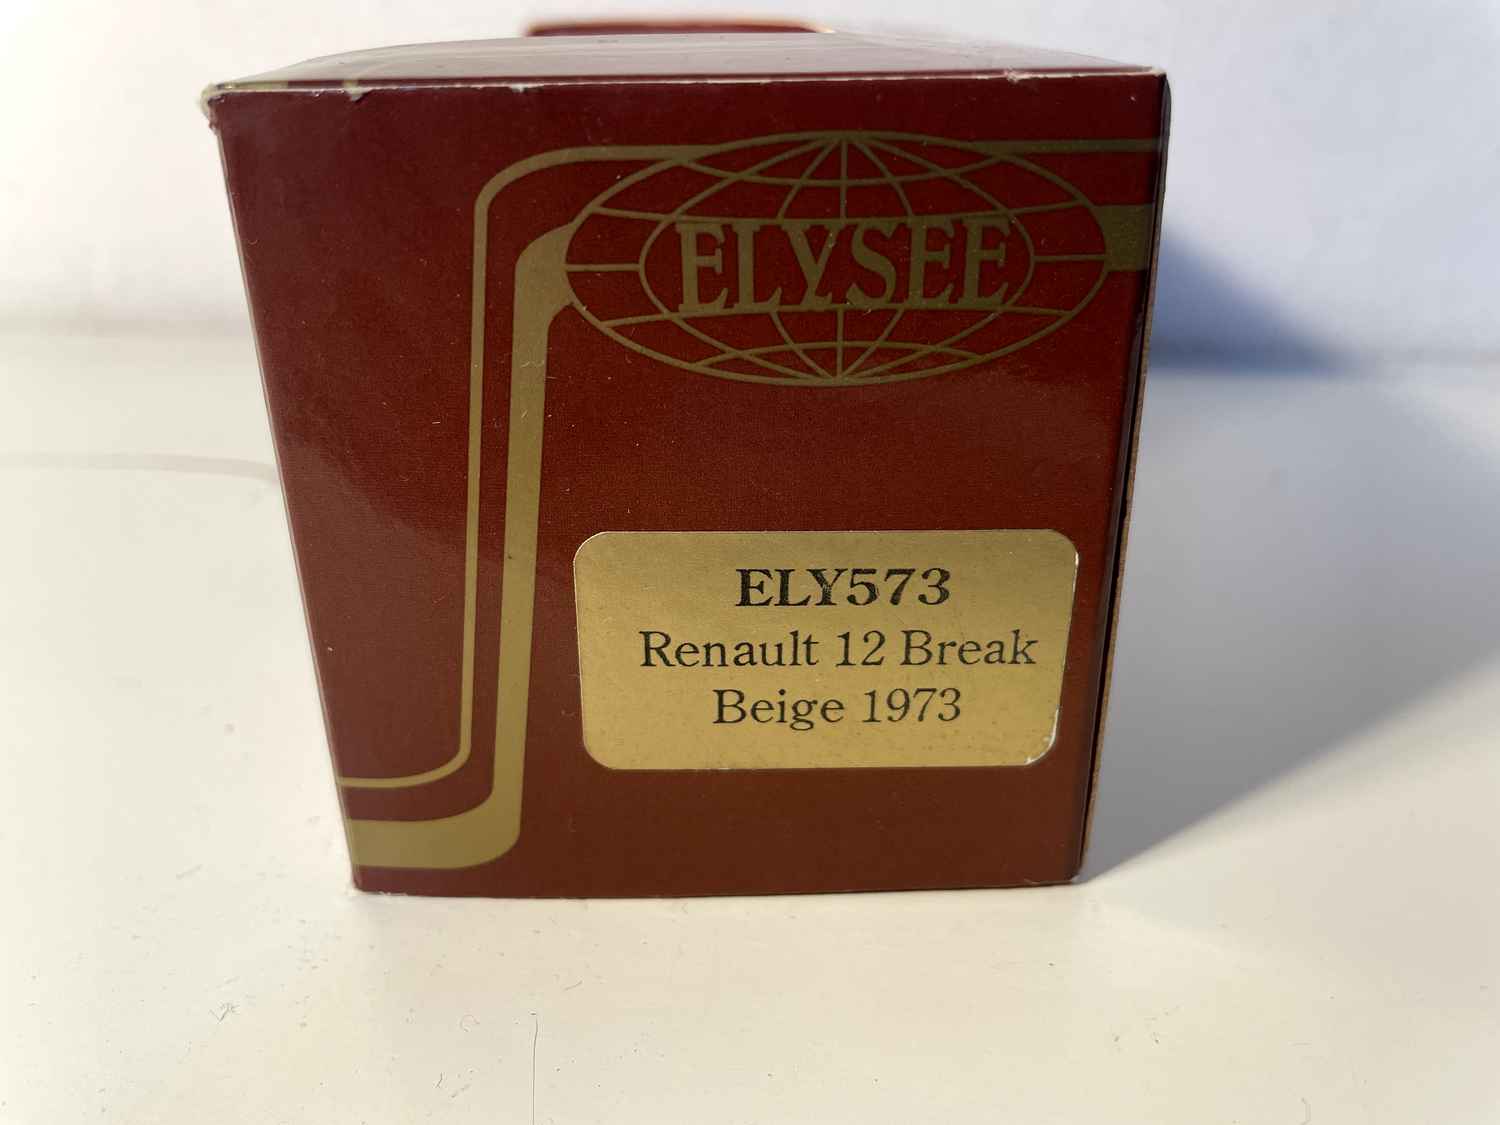 ELYSEE
ELY573
Renault 12 Break
Beige 1973